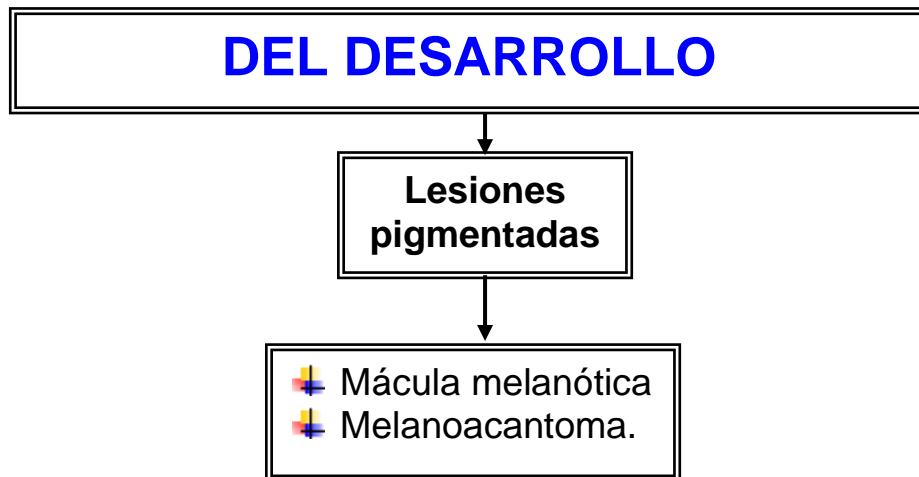 DEL DESARROLLO
Lesiones
pigmentadas
Mácula melanótica
Melanoacantoma.